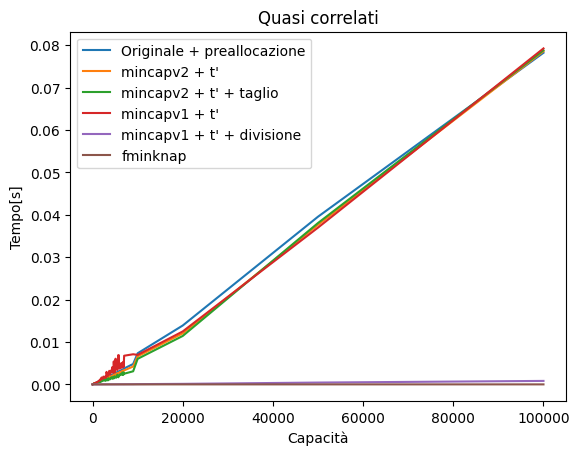 Quasi correlati
Originale + preallocazione
mincapv2 + t'
mincapv2 + t' + taglio
mincapv1 + t'
mincapv1 + t' + divisione
fminknap
Tempo[s]
0.08
0.07
0.06
0.05
0.04
0.03
0.02
0.01
0.00
0
20000
40000
60000
80000
100000
Capacità